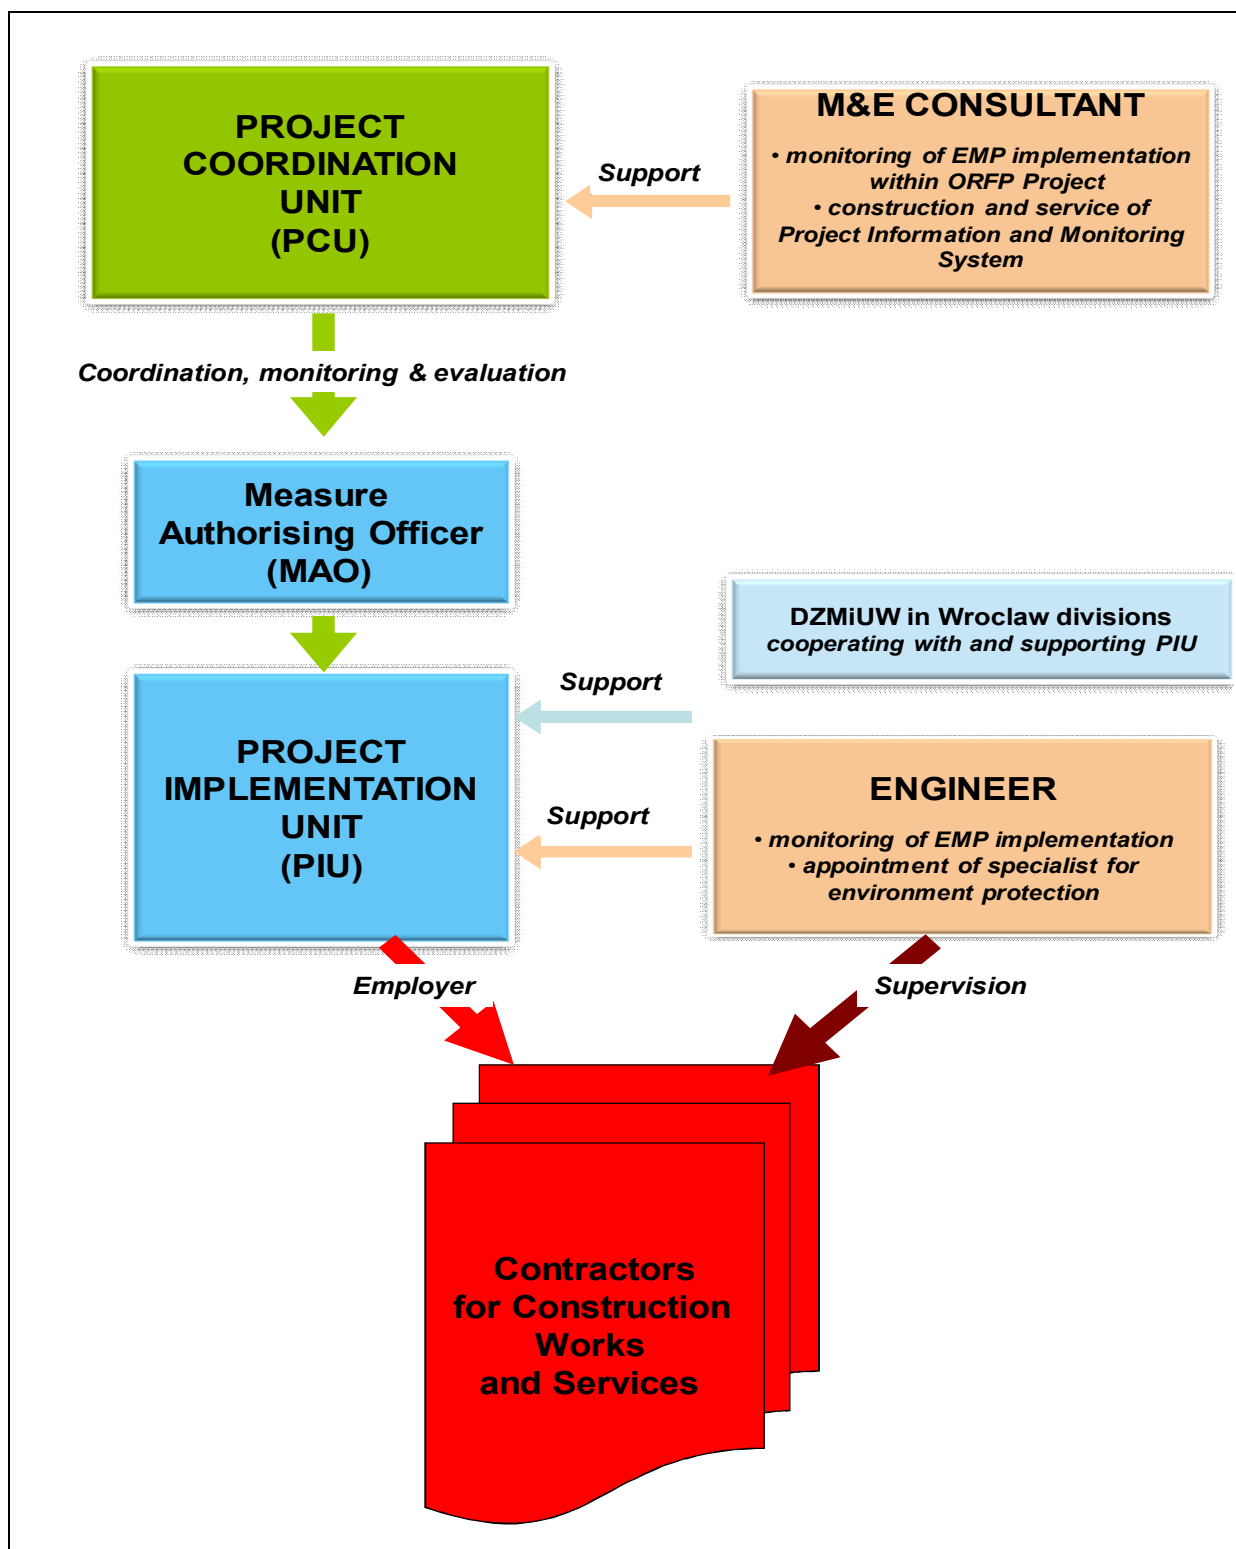 PROJECT
COORDINATION
UNIT
(PCU)
Support
M&E CONSULTANT
• monitoring of EMP implementation
within ORFP Project
• construction and service of
Project Information and Monitoring
System
Coordination, monitoring & evaluation
Measure
Authorising Officer
(MAO)
DZMiUW in Wroclaw divisions
cooperating with and supporting PIU
Support
PROJECT
IMPLEMENTATION
UNIT
(PIU)
Support
ENGINEER
• monitoring of EMP implementation
• appointment of specialist for
environment protection
Employer
Supervision
Contractors
for Construction
Works
and Services